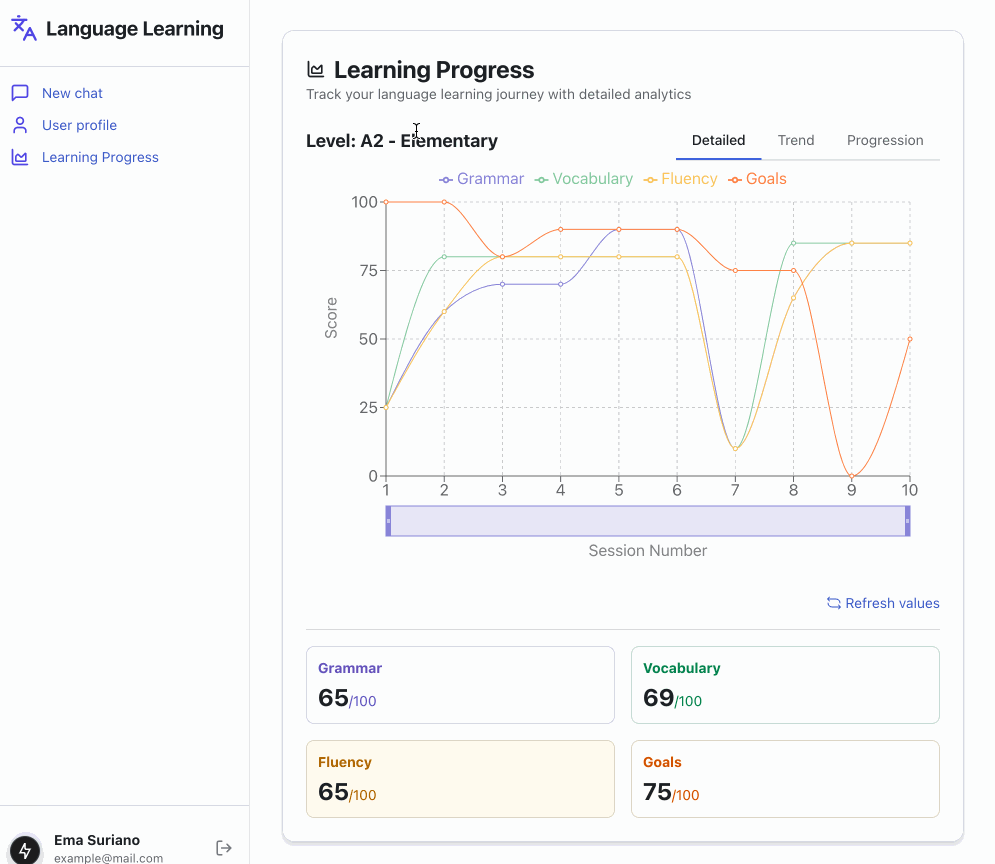 Language Learning
New chat
User profile
Learning Progress
Ema Suriano
example@mail.com
Learning Progress
Track your language learning journey with detailed analytics
Level: A2 - Elementary
Detailed Trend Progression
Grammar Vocabulary Fluency Goals
100
75
50
25
0
Score
1 2 3 4 5 6 7 8 9 10
Session Number
Refresh values
Grammar
65/100
Vocabulary
69/100
Fluency
65/100
Goals
75/100